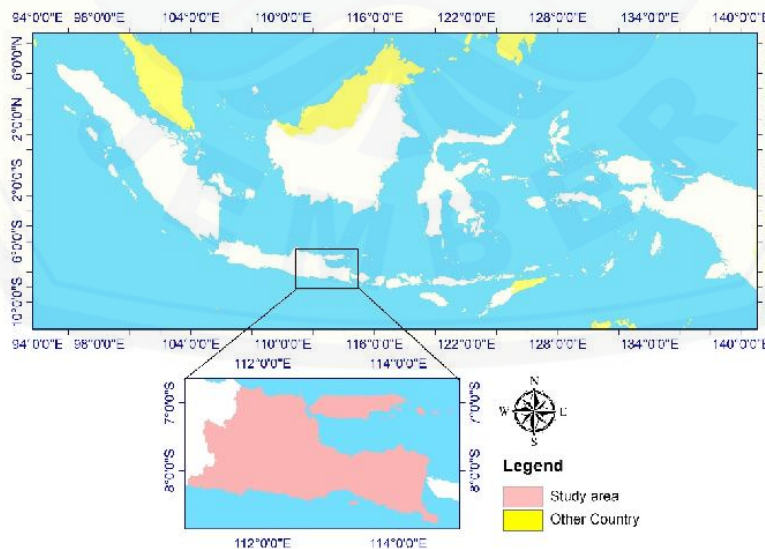 94°0'0"E 98°0'0"E 104°0'0"E 110°0'0"E 116°0'0"E 122°0'0"E 128°0'0"E 134°0'0"E 140°0'0"E
6°0'0"N
2°0'0"N
2°0'0"S
6°0'0"S
10°0'0"S
EMBER
94°0'0"E 98°0'0"E 104°0'0"E 110°0'0"E 116°0'0"E 122°0'0"E 128°0'0"E 134°0'0"E 140°0'0"E
112°0'0"E 114°0'0"E
7°0'0"S 7°0'0"S
8°0'0"S 8°0'0"S
112°0'0"E 114°0'0"E
N
W E
S
Legend
Study area
Other Country